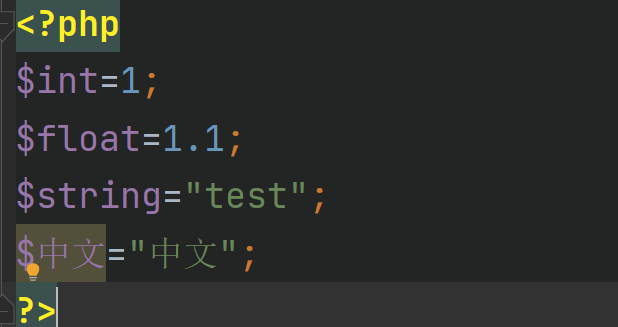 <?php
$int=1;
$float=1.1;
$string="test";
$中文="中文";
?>